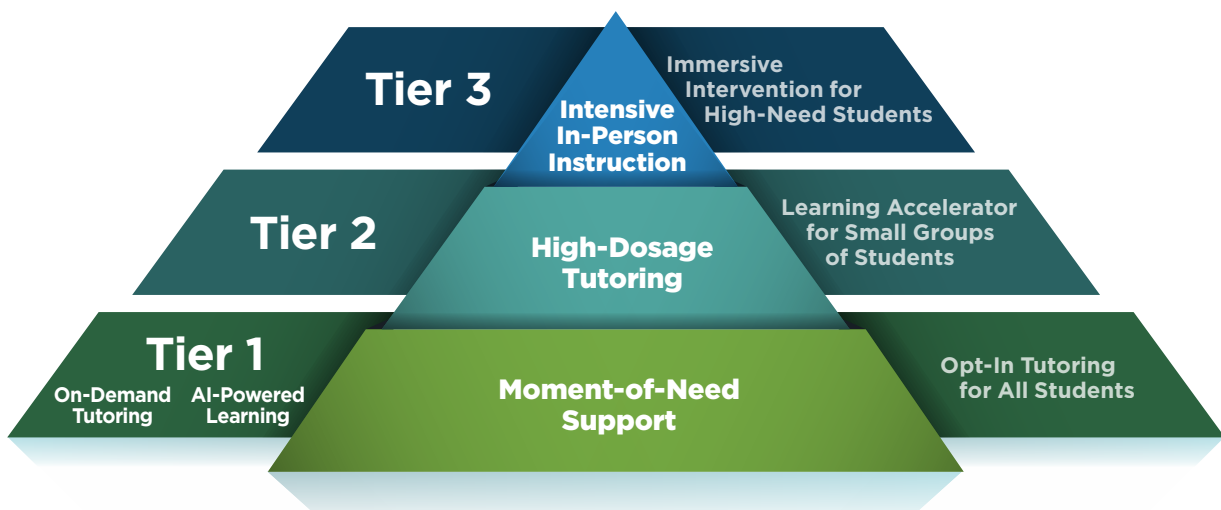 Tier 3
Intensive
In-Person
Instruction
Immersive
Intervention for
High-Need Students
Tier 2
High-Dosage
Tutoring
Learning Accelerator
for Small Groups
of Students
Tier 1
On-Demand
Tutoring
AI-Powered
Learning
Moment-of-Need
Support
Opt-In Tutoring
for All Students